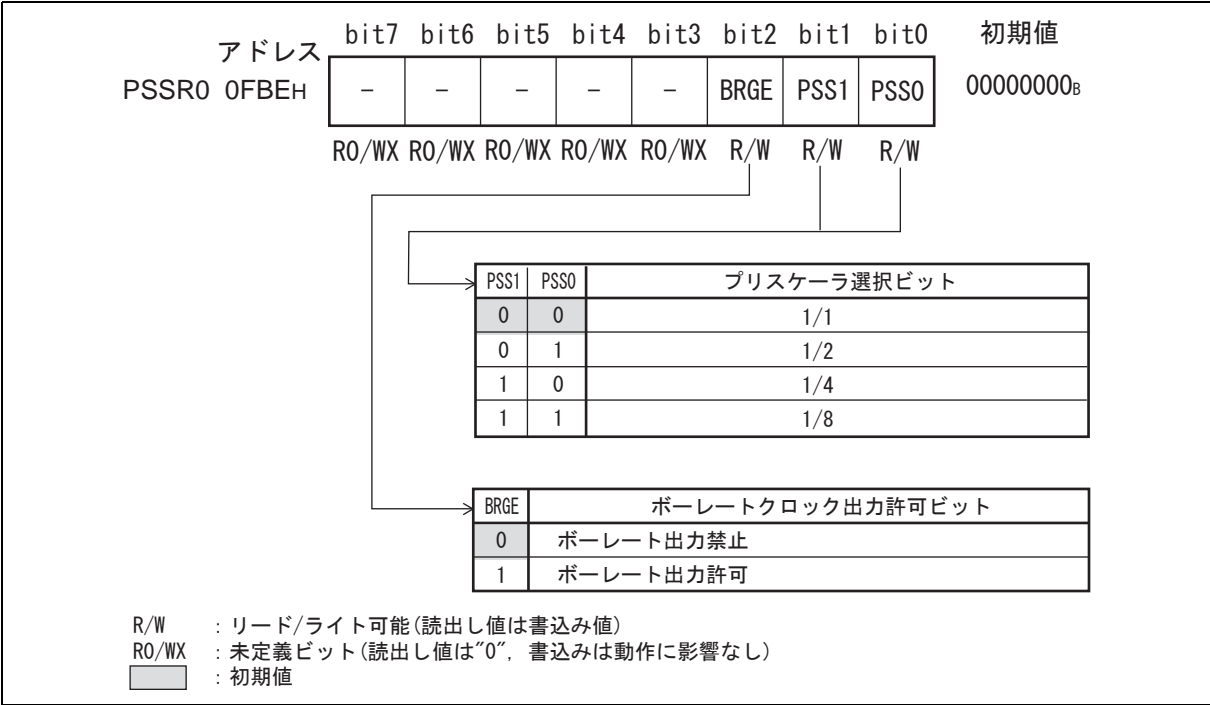 bit7 bit6 bit5 bit4 bit3 bit2 bit1 bit0 初期値
アドレス
PSSR0 0FBEH - - - - - BRGE PSS1 PSS0 00000000B
R0/WX R0/WX R0/WX R0/WX R0/WX R/W R/W R/W
PSS1 PSS0 プリスケーラ選択ビット
0 0 1/1
0 1 1/2
1 0 1/4
1 1 1/8
BRGE ボーレートクロック出力許可ビット
0 ボーレート出力禁止
1 ボーレート出力許可
R/W :リード/ライト可能(読出し値は書込み値)
R0/WX :未定義ビット(読出し値は"0", 書込みは動作に影響なし)
:初期値